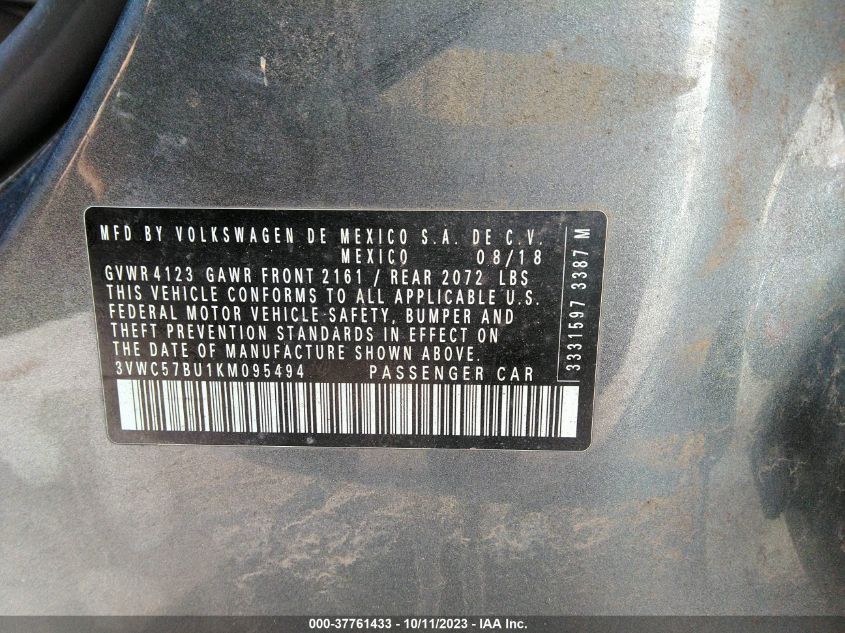 MFD BY VOLKSWAGEN DE MEXICO S.A. DE C.V.
MEXICO 08/18
GVWR 4123 GAWR FRONT 2161 / REAR 2072 LBS
THIS VEHICLE CONFORMS TO ALL APPLICABLE U.S.
FEDERAL MOTOR VEHICLE SAFETY, BUMPER AND
THEFT PREVENTION STANDARDS IN EFFECT ON
THE DATE OF MANUFACTURE SHOWN ABOVE.
3VWC57BU1KM095494 PASSENGER CAR
3331597 3387 M
000-37761433 - 10/11/2023 - IAA Inc.